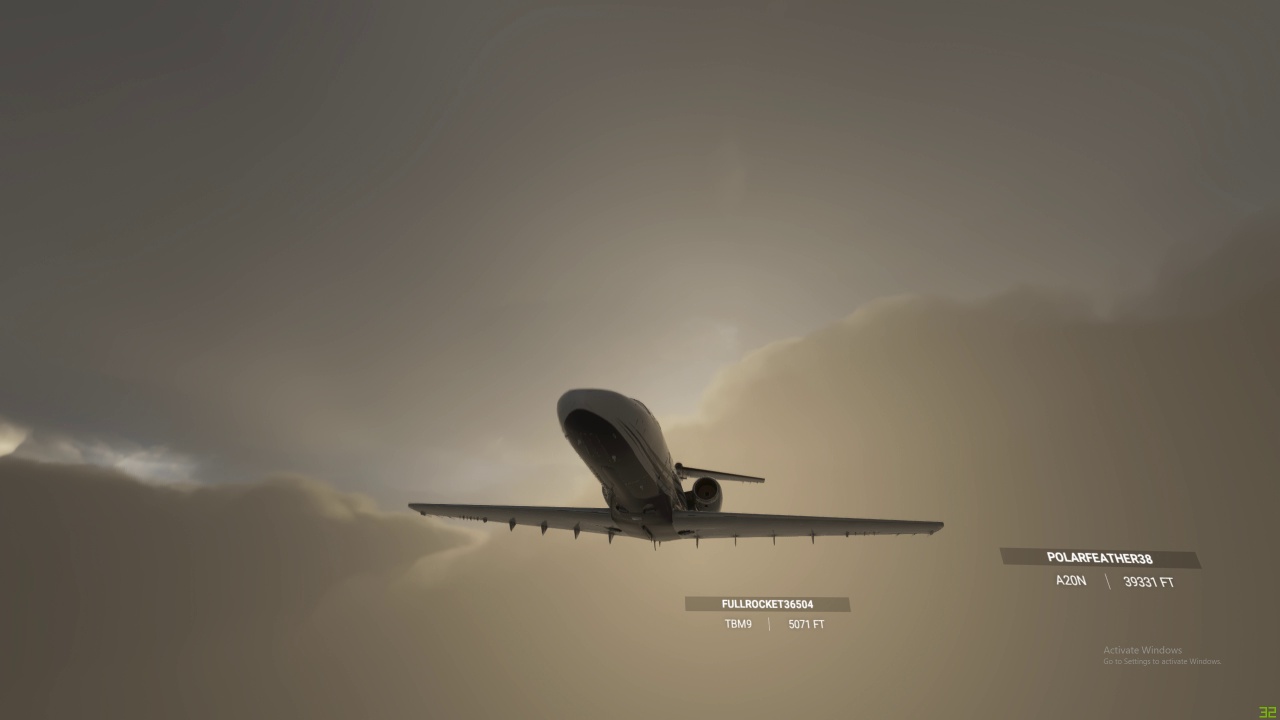 POLARFEATHER38
A20N | 39331 FT
FULLROCKET36504
TBM9 | 5071 FT
Activate Windows
Go to Settings to activate Windows.
32